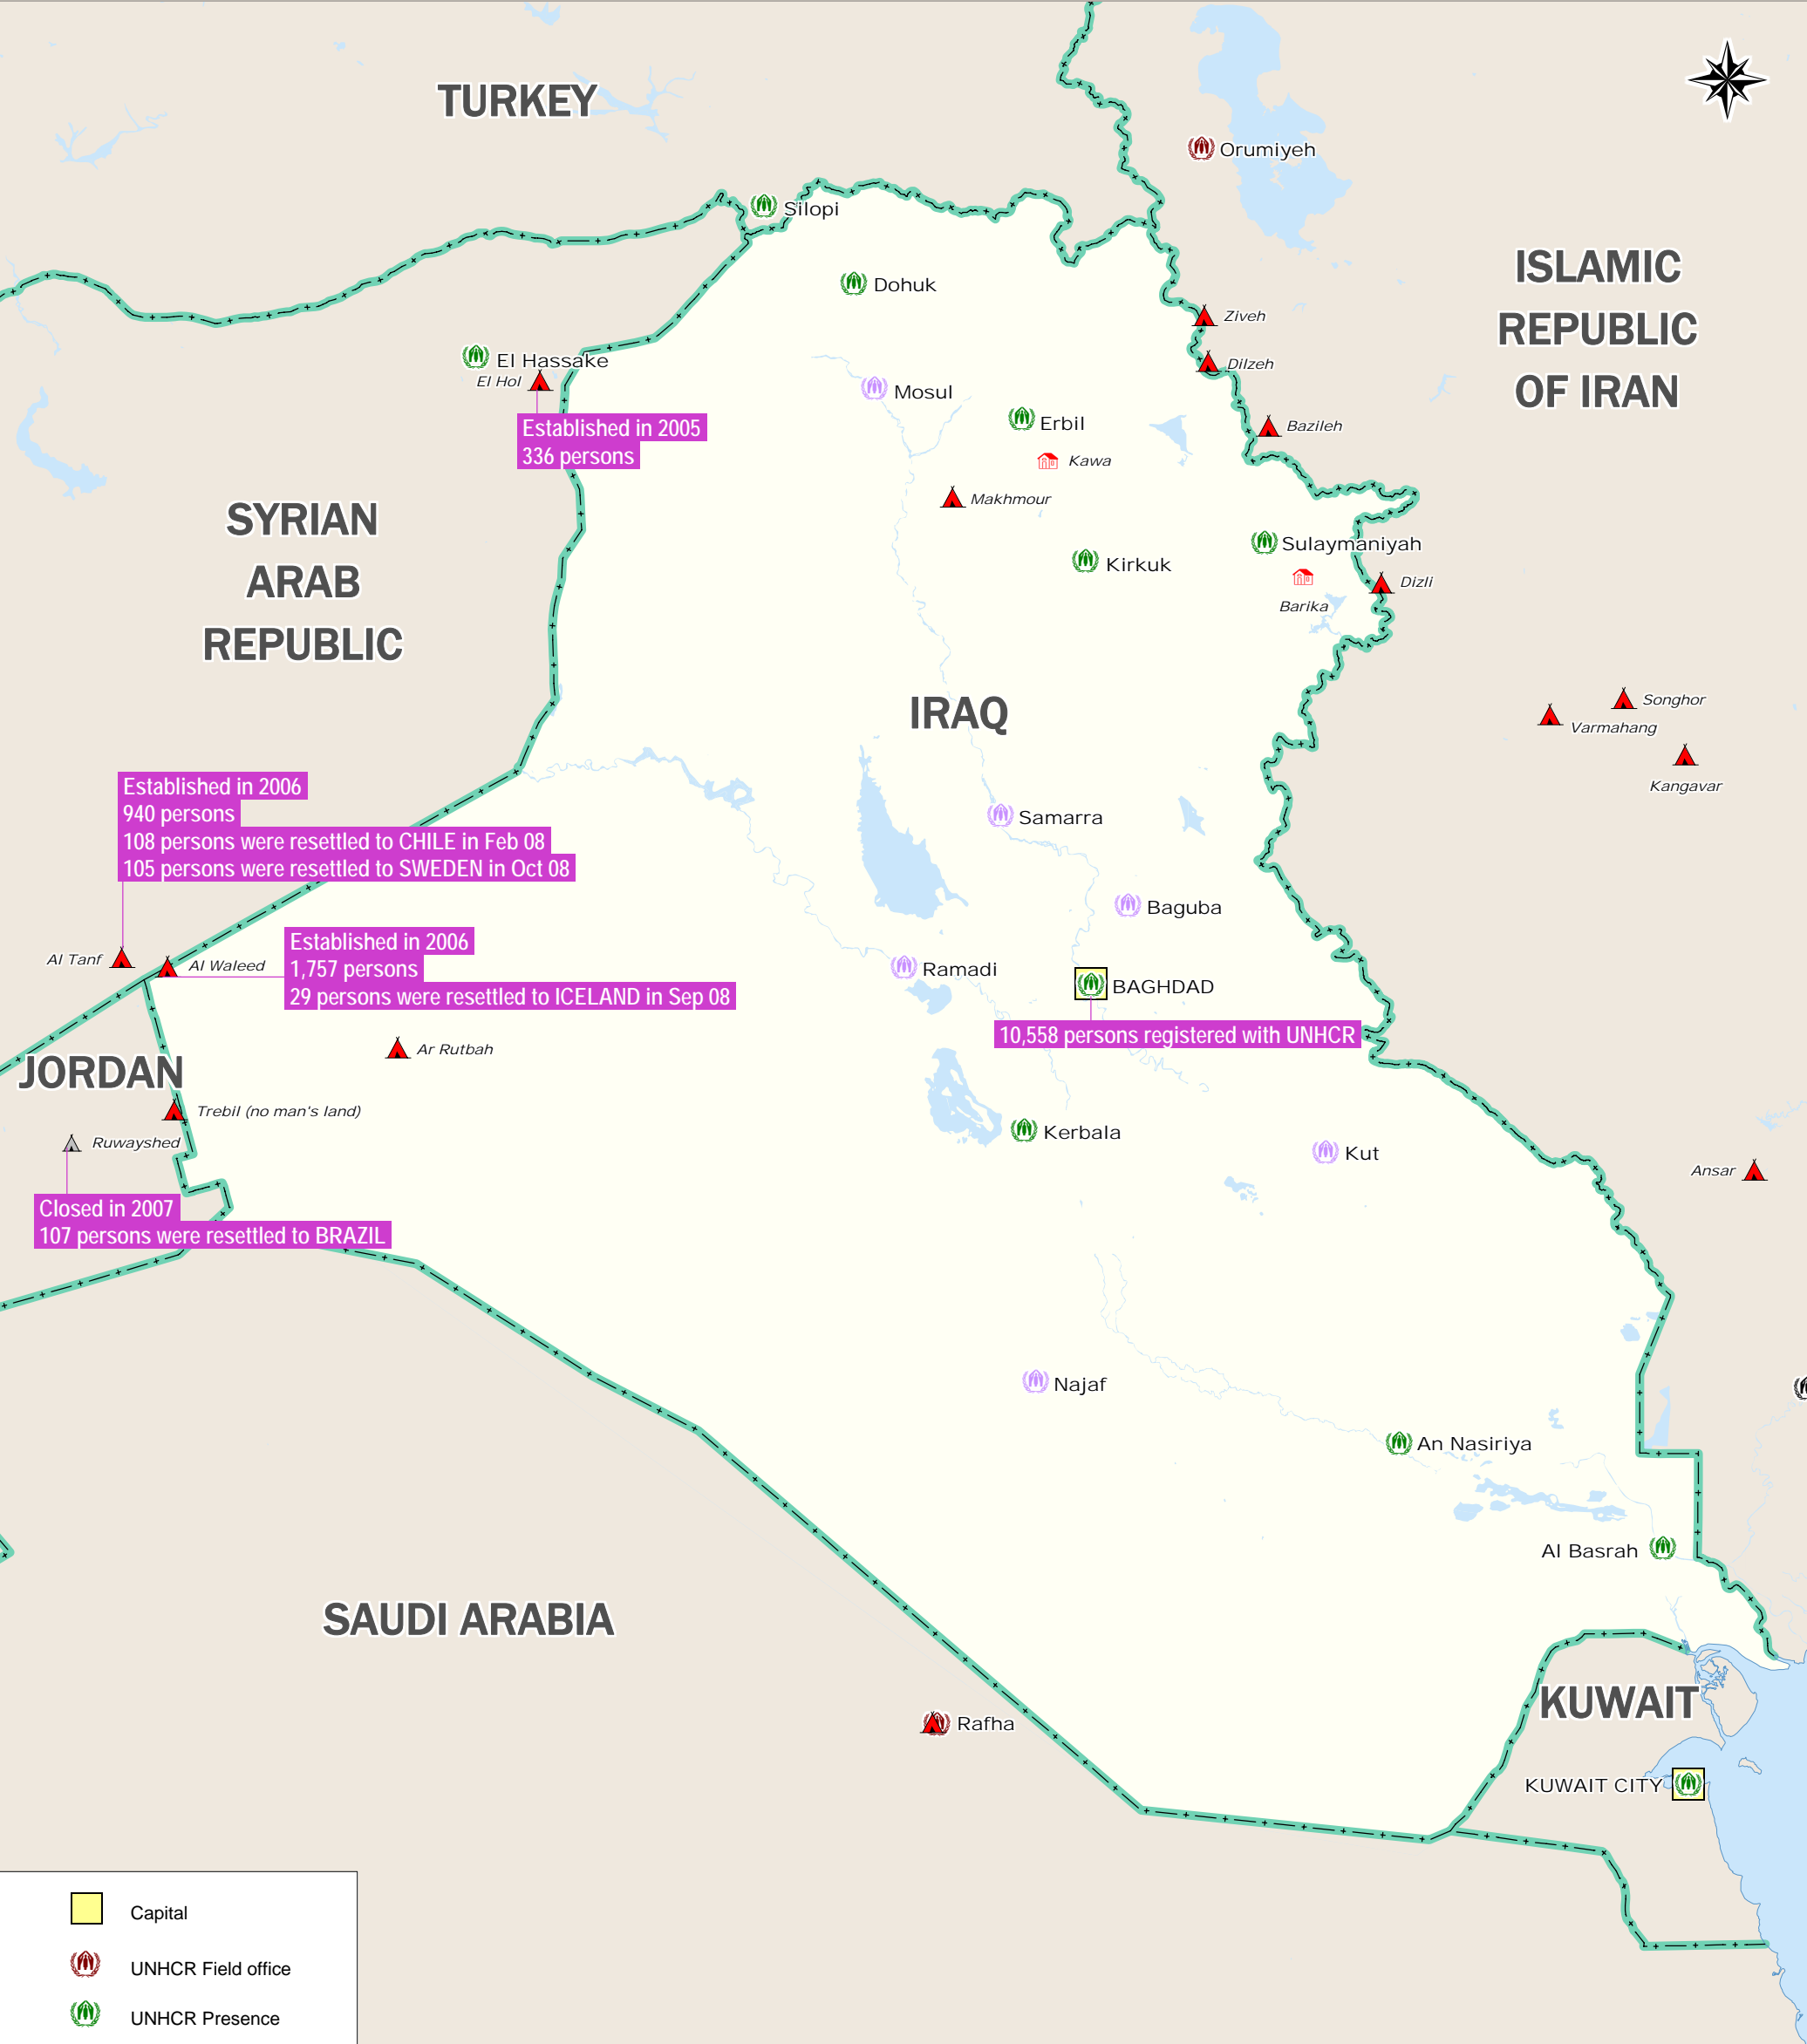 TURKEY
Orumiyeh
Silopi
ISLAMIC
REPUBLIC
OF IRAN
Dohuk
Ziveh
El Hassake
Dilzeh
El Hol
Mosul
Established in 2005
336 persons
Erbil
Bazileh
Kawa
Makhmour
SYRIAN
ARAB
REPUBLIC
Sulaymaniyah
Kirkuk
Dizli
Barika
Songhor
IRAQ
Varmahang
Kangavar
Established in 2006
940 persons
108 persons were resettled to CHILE in Feb 08
105 persons were resettled to SWEDEN in Oct 08
Samarra
Baguba
Al Tanf
Al Waleed
Established in 2006
1,757 persons
29 persons were resettled to ICELAND in Sep 08
Ramadi
BAGHDAD
10,558 persons registered with UNHCR
Ar Rutbah
JORDAN
Trebil (no man's land)
Ruwayshed
Kerbala
Kut
Ansar
Closed in 2007
107 persons were resettled to BRAZIL
Najaf
An Nasiriya
Al Basrah
SAUDI ARABIA
KUWAIT
Rafha
KUWAIT CITY
Capital
UNHCR Field office
UNHCR Presence